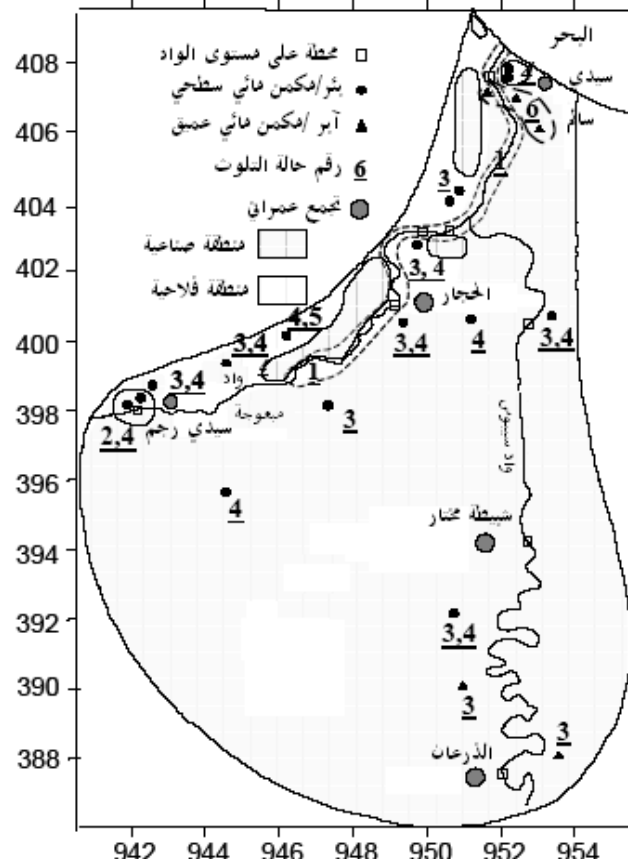 البحر
محطة على مستوى الواد
بئر/مكمن مائي سطحي
آبر /مكمن مائي عميق
6 رقم حالة التلوث
تجمع عمراني
منطقة صناعية
منطقة فلاحية
سيدي
سالم
4
6
1
3
3,4
الحجار
4,5
3,4
3,4
4
3,4
3,4
واد
1
ميعوجة
سيدي رجم
2,4
3
واد سيبوس
4
شبيطة مختار
3,4
3
3
الذرعان
408
406
404
402
400
398
396
394
392
390
388
942 944 946 948 950 952 954